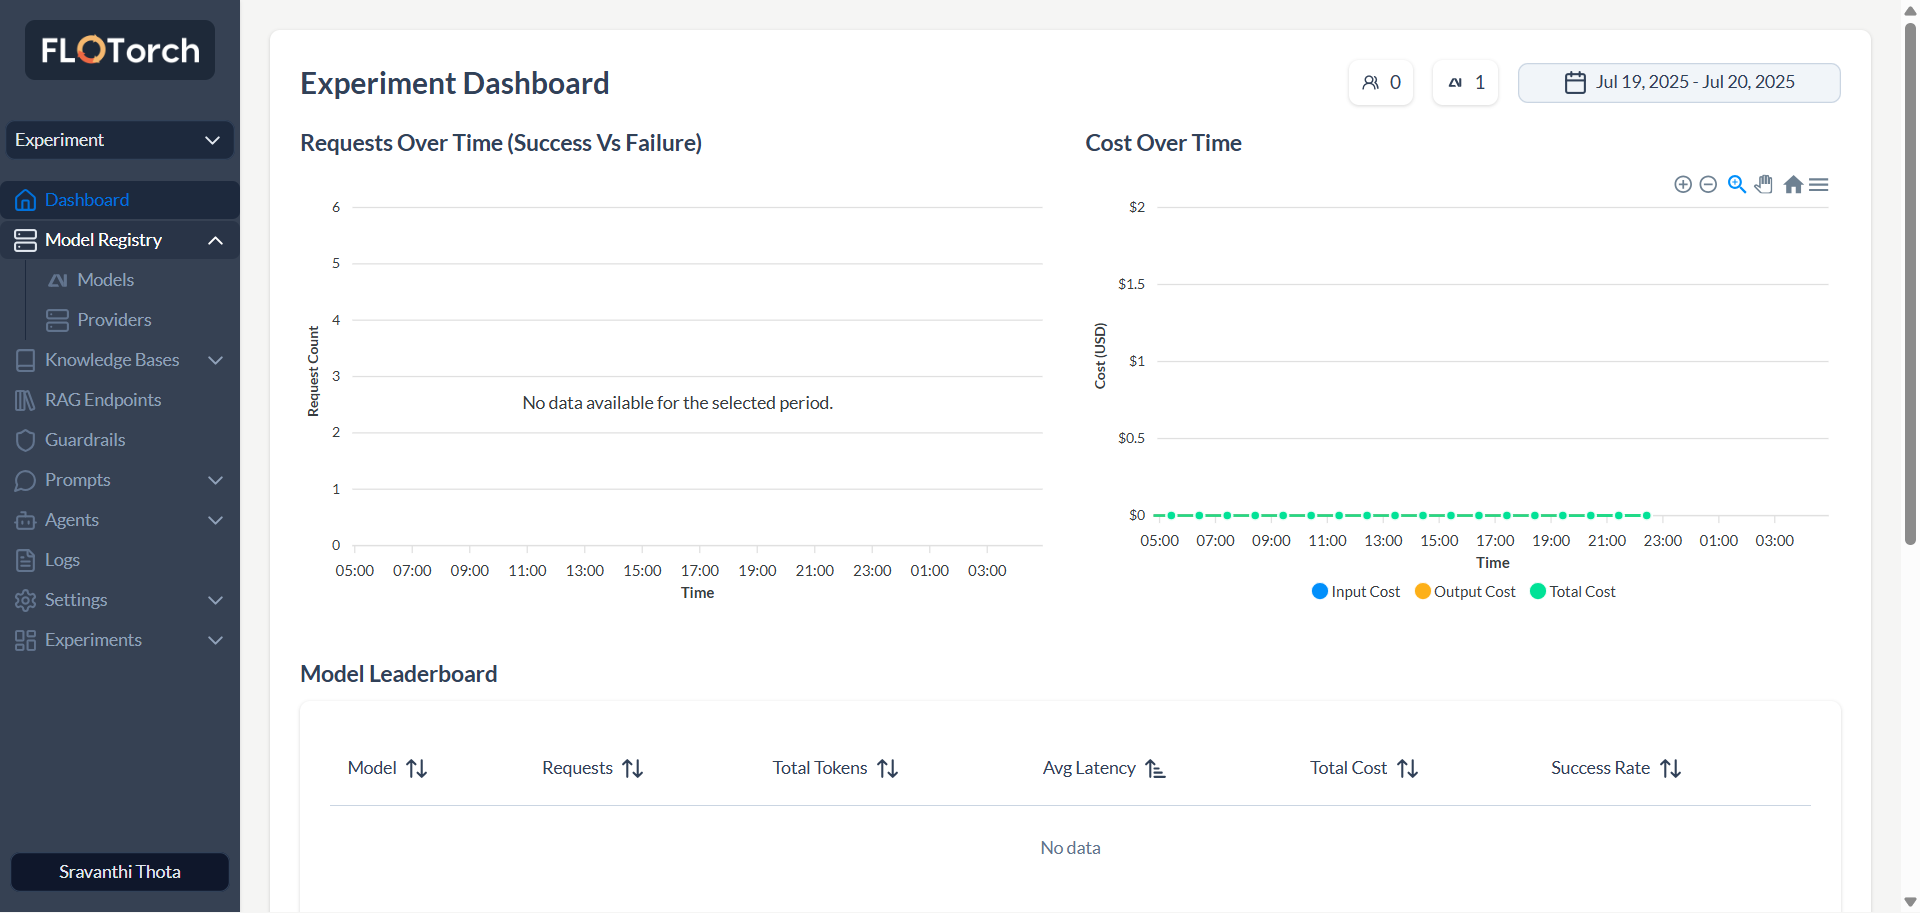 FLOTorch
Experiment
Dashboard
Model Registry
Models
Providers
Knowledge Bases
RAG Endpoints
Guardrails
Prompts
Agents
Logs
Settings
Experiments
Sravanthi Thota
Experiment Dashboard
0
1
Jul 19, 2025 - Jul 20, 2025
Requests Over Time (Success Vs Failure)
6
5
4
3
2
1
0
Request Count
No data available for the selected period.
05:00 07:00 09:00 11:00 13:00 15:00 17:00 19:00 21:00 23:00 01:00 03:00
Time
Cost Over Time
$2
$1.5
$1
$0.5
$0
Cost (USD)
05:00 07:00 09:00 11:00 13:00 15:00 17:00 19:00 21:00 23:00 01:00 03:00
Time
Input Cost Output Cost Total Cost
Model Leaderboard
Model Requests Total Tokens Avg Latency Total Cost Success Rate
No data